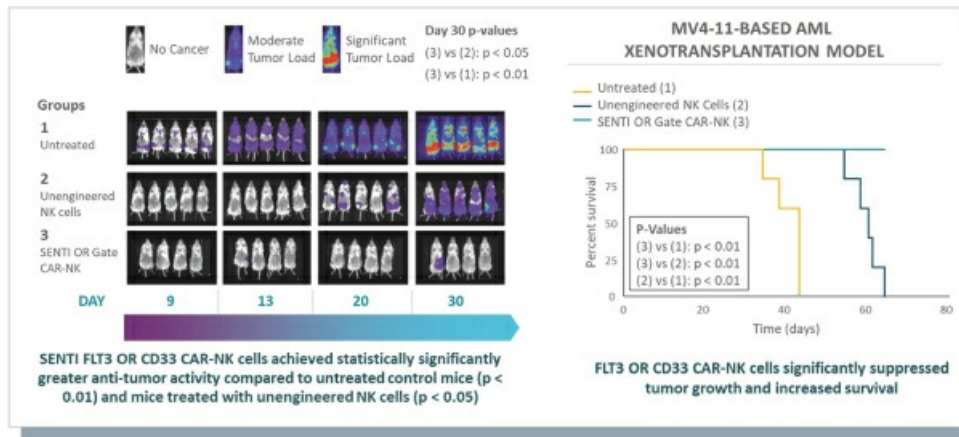 No Cancer
Moderate
Tumor Load
Significant
Tumor Load
Day 30 p-values
(3) vs (2): p < 0.05
(3) vs (1): p < 0.01
Groups
1
Untreated
2
Unengineered
NK cells
3
SENTI OR Gate
CAR-NK
DAY
9
13
20
30
SENTI FLT3 OR CD33 CAR-NK cells achieved statistically significantly
greater anti-tumor activity compared to untreated control mice (p <
0.01) and mice treated with unengineered NK cells (p < 0.05)
MV4-11-BASED AML
XENOTRANSPLANTATION MODEL
Untreated (1)
Unengineered NK Cells (2)
SENTI OR Gate CAR-NK (3)
Percent survival
100
75
50
25
0
P-Values
(3) vs (1): p < 0.01
(3) vs (2): p < 0.01
(2) vs (1): p < 0.01
0
20
40
60
80
Time (days)
FLT3 OR CD33 CAR-NK cells significantly suppressed
tumor growth and increased survival